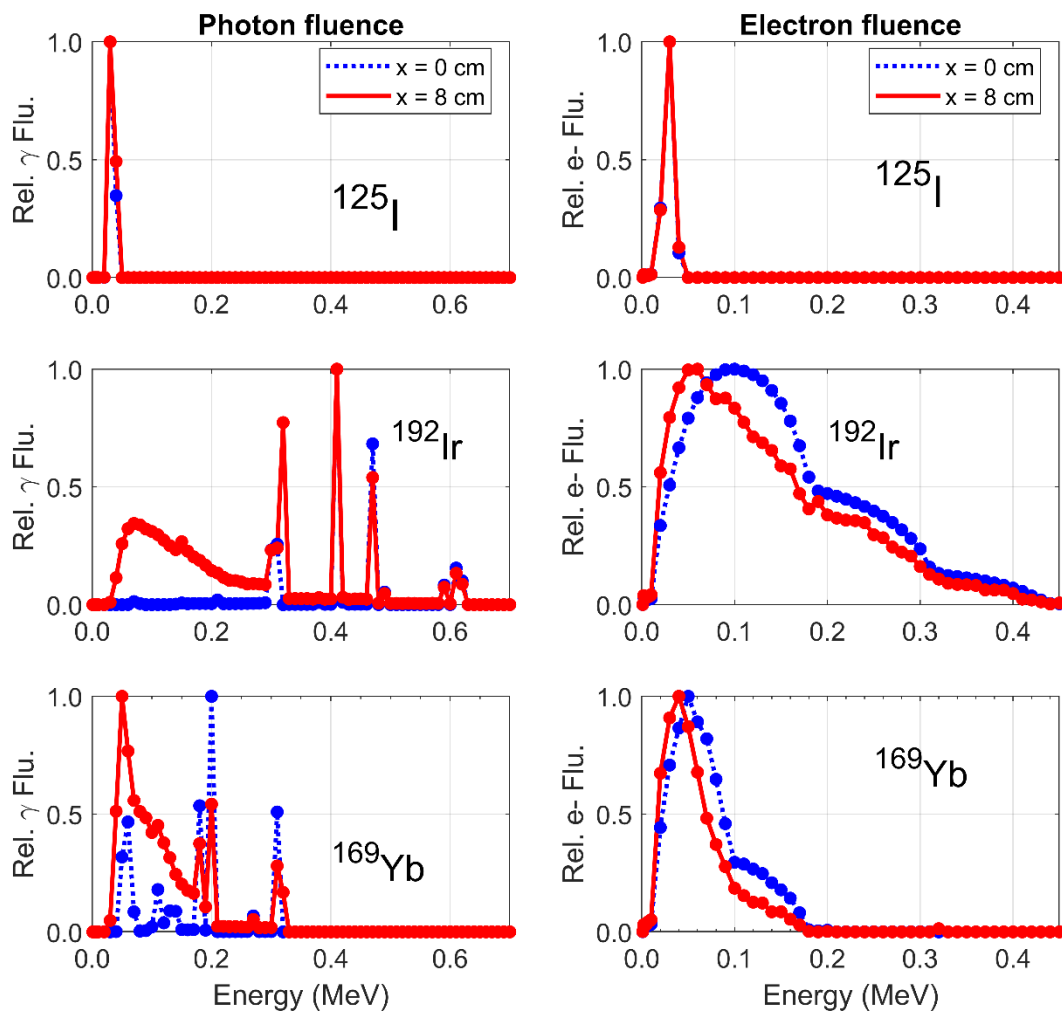 Photon fluence
1.0
0.5
0.0
Rel. γ Flu.
x = 0 cm
x = 8 cm
¹²⁵I
0.0 0.2 0.4 0.6
Electron fluence
1.0
0.5
0.0
Rel. e- Flu.
x = 0 cm
x = 8 cm
¹²⁵I
0.0 0.1 0.2 0.3 0.4
1.0
0.5
0.0
Rel. γ Flu.
¹⁹²Ir
0.0 0.2 0.4 0.6
1.0
0.5
0.0
Rel. e- Flu.
¹⁹²Ir
0.0 0.1 0.2 0.3 0.4
1.0
0.5
0.0
Rel. γ Flu.
¹⁶⁹Yb
0.0 0.2 0.4 0.6
Energy (MeV)
1.0
0.5
0.0
Rel. e- Flu.
¹⁶⁹Yb
0.0 0.1 0.2 0.3 0.4
Energy (MeV)